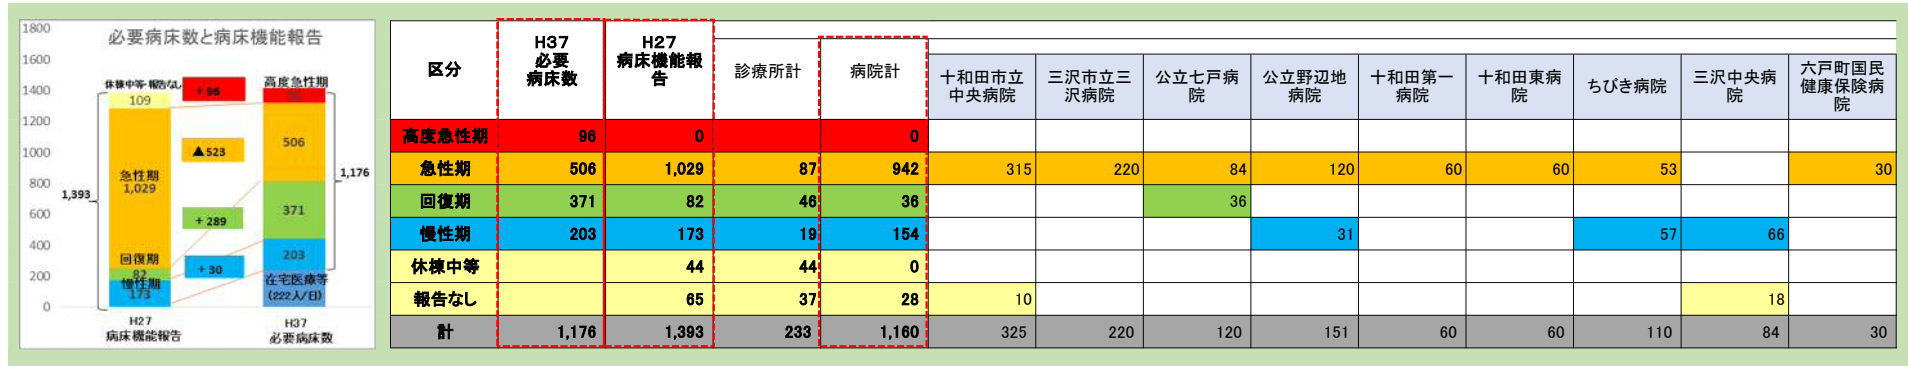 必要病床数と病床機能報告
1800
1600
1400
1200
1000
800
600
400
200
0
休棟中等・報告なし
109
急性期
1,029
回復期
82
慢性期
173
1,393
+96
▲523
+289
+30
高度急性期
96
506
371
203
在宅医療等
(222人/日)
1,176
H27
病床機能報告
H37
必要病床数
区分
H37
必要
病床数
H27
病床機能報
告
診療所計
病院計
十和田市立
中央病院
三沢市立三
沢病院
公立七戸病
院
公立野辺地
病院
十和田第一
病院
十和田東病
院
ちびき病院
三沢中央病
院
六戸町国民
健康保険病
院
高度急性期 96 0 0
急性期 506 1,029 87 942 315 220 84 120 60 60 53 30
回復期 371 82 46 36 36
慢性期 203 173 19 154 31 57 66
休棟中等 44 44 0
報告なし 65 37 28 10 18
計 1,176 1,393 233 1,160 325 220 120 151 60 60 110 84 30